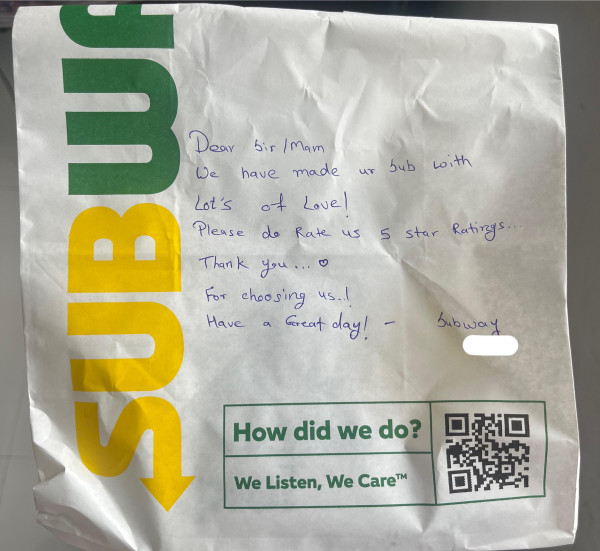 SUBWA
Dear Sir/Mam
We have made ur Sub with
Lot's of Love!
Please do Rate us 5 star Ratings...
Thank you... ♡
For choosing us..!
Have a Great day! - Subway
How did we do?
We Listen, We Care™